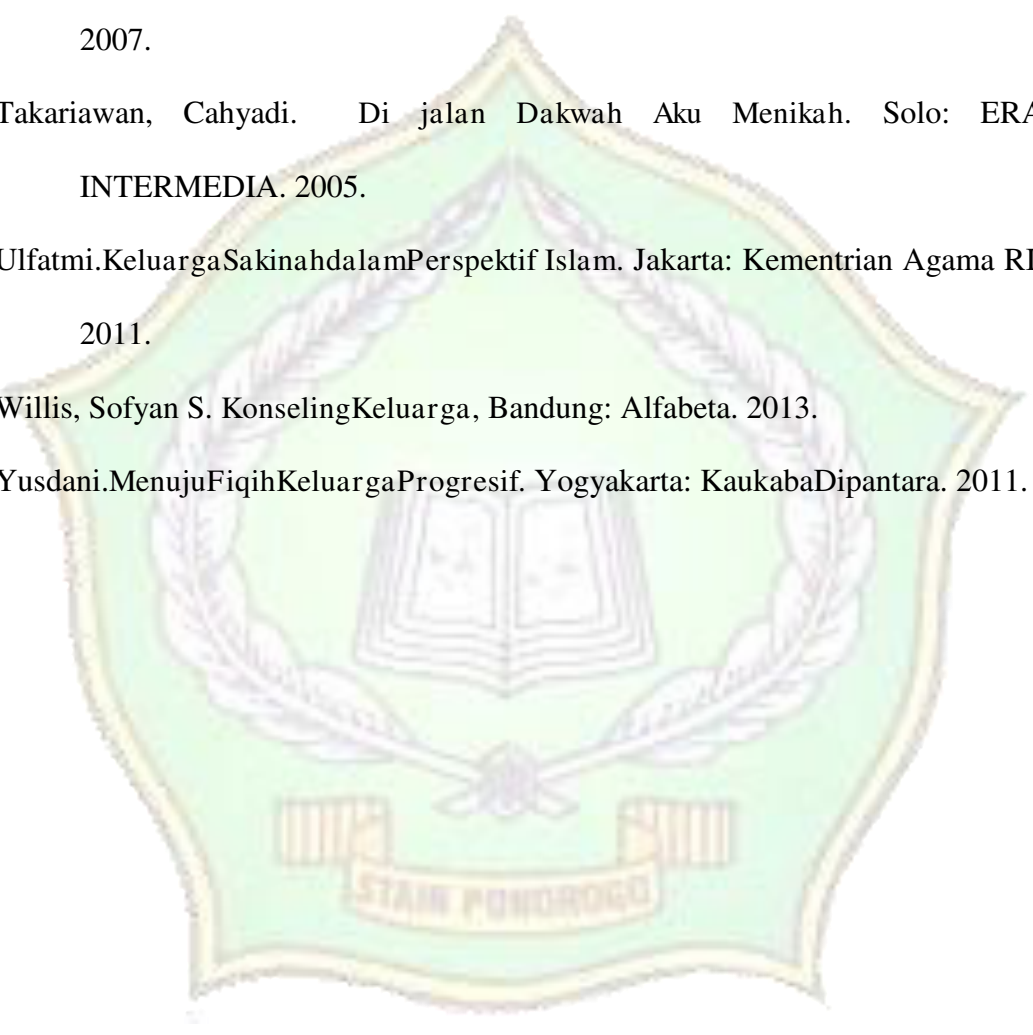 2007.
Takariawan, Cahyadi. Di jalan Dakwah Aku Menikah. Solo: ERA
INTERMEDIA. 2005.
Ulfatmi.KeluargaSakinahdalamPerspektif Islam. Jakarta: Kementrian Agama RI
2011.
Willis, Sofyan S. KonselingKeluarga, Bandung: Alfabeta. 2013.
Yusdani.MenujuFiqihKeluargaProgresif. Yogyakarta: KaukabaDipantara. 2011.
STAIN PONOROGO